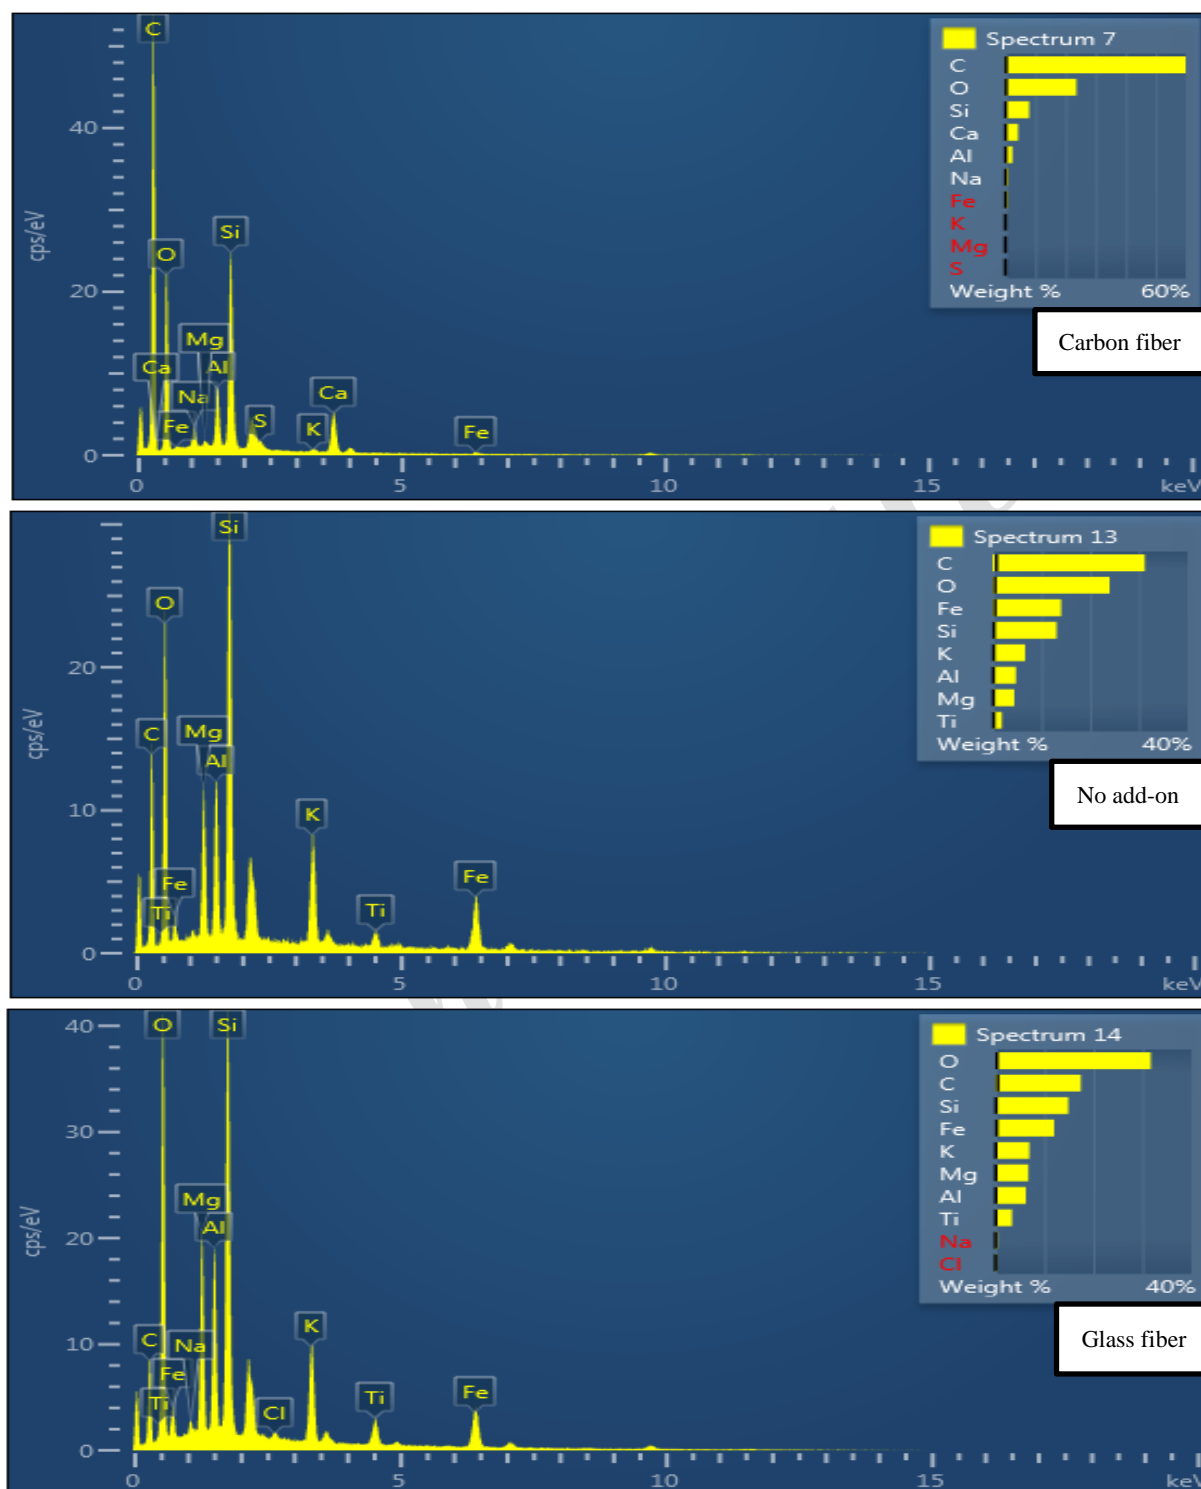 C
Spectrum 7
C
O
Si
Ca
Al
Na
Fe
K
Mg
S
Weight % 60%
40
cps/eV
Si
O
20
Mg
Ca Al
Na Ca
Fe S K Fe
0
0 5 10 15 keV
Carbon fiber
Si
Spectrum 13
C
O
Fe
Si
K
Al
Mg
Ti
Weight % 40%
O
20
cps/eV
C Mg
Al
10
K
Fe Fe
Ti Ti
0
0 5 10 15 keV
No add-on
40
O Si
Spectrum 14
O
C
Si
Fe
K
Mg
Al
Ti
Na
Cl
Weight % 40%
30
cps/eV
Mg
Al
20
10
C Na K
Fe Fe
Ti Cl Ti
0
0 5 10 15 keV
Glass fiber